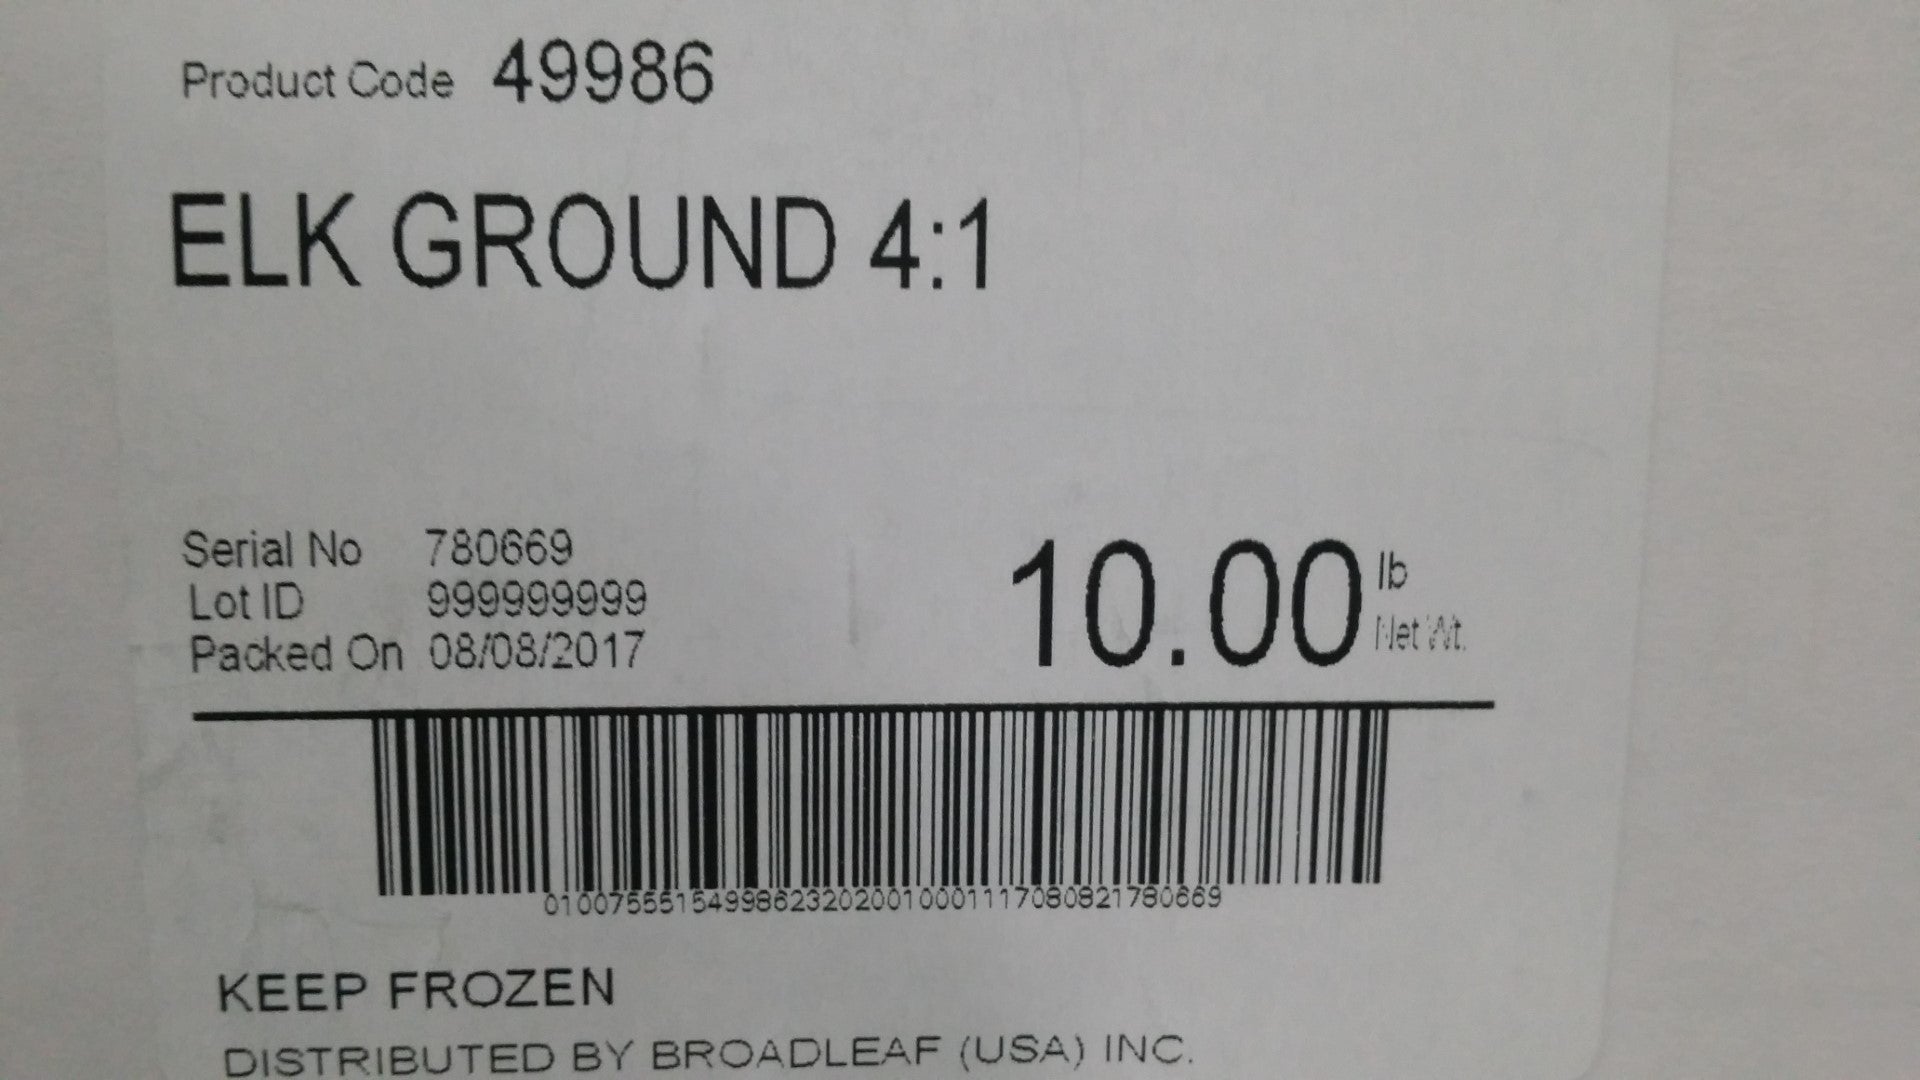 Product Code 49986
ELK GROUND 4:1
Serial No 780669
Lot ID 999999999
Packed On 08/08/2017
10.00 lb
Net Wt.
010075551549986232020010001117080821780669
KEEP FROZEN
DISTRIBUTED BY BROADLEAF (USA) INC.